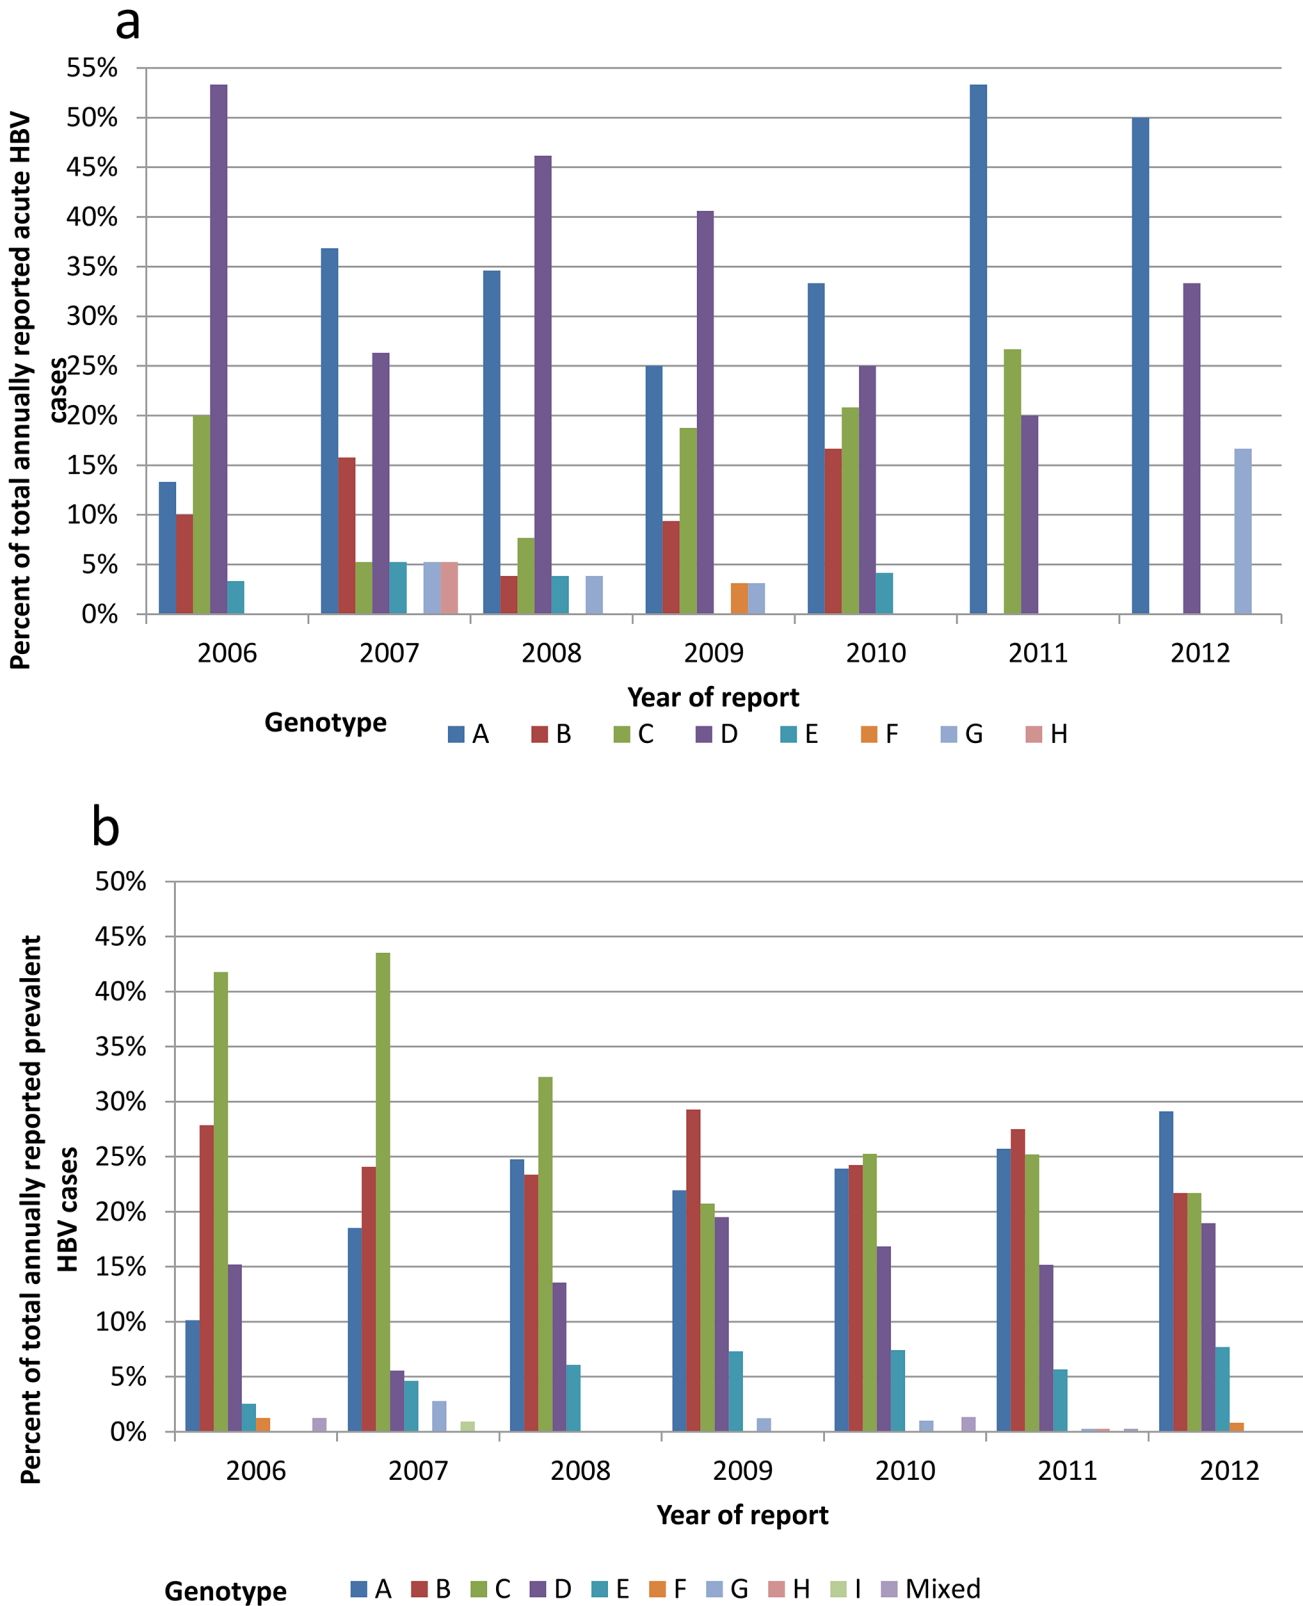 a
Percent of total annually reported acute HBV
cases
55%
50%
45%
40%
35%
30%
25%
20%
15%
10%
5%
0%
2006 2007 2008 2009 2010 2011 2012
Year of report
Genotype A B C D E F G H
b
Percent of total annually reported prevalent
HBV cases
50%
45%
40%
35%
30%
25%
20%
15%
10%
5%
0%
2006 2007 2008 2009 2010 2011 2012
Year of report
Genotype A B C D E F G H I Mixed